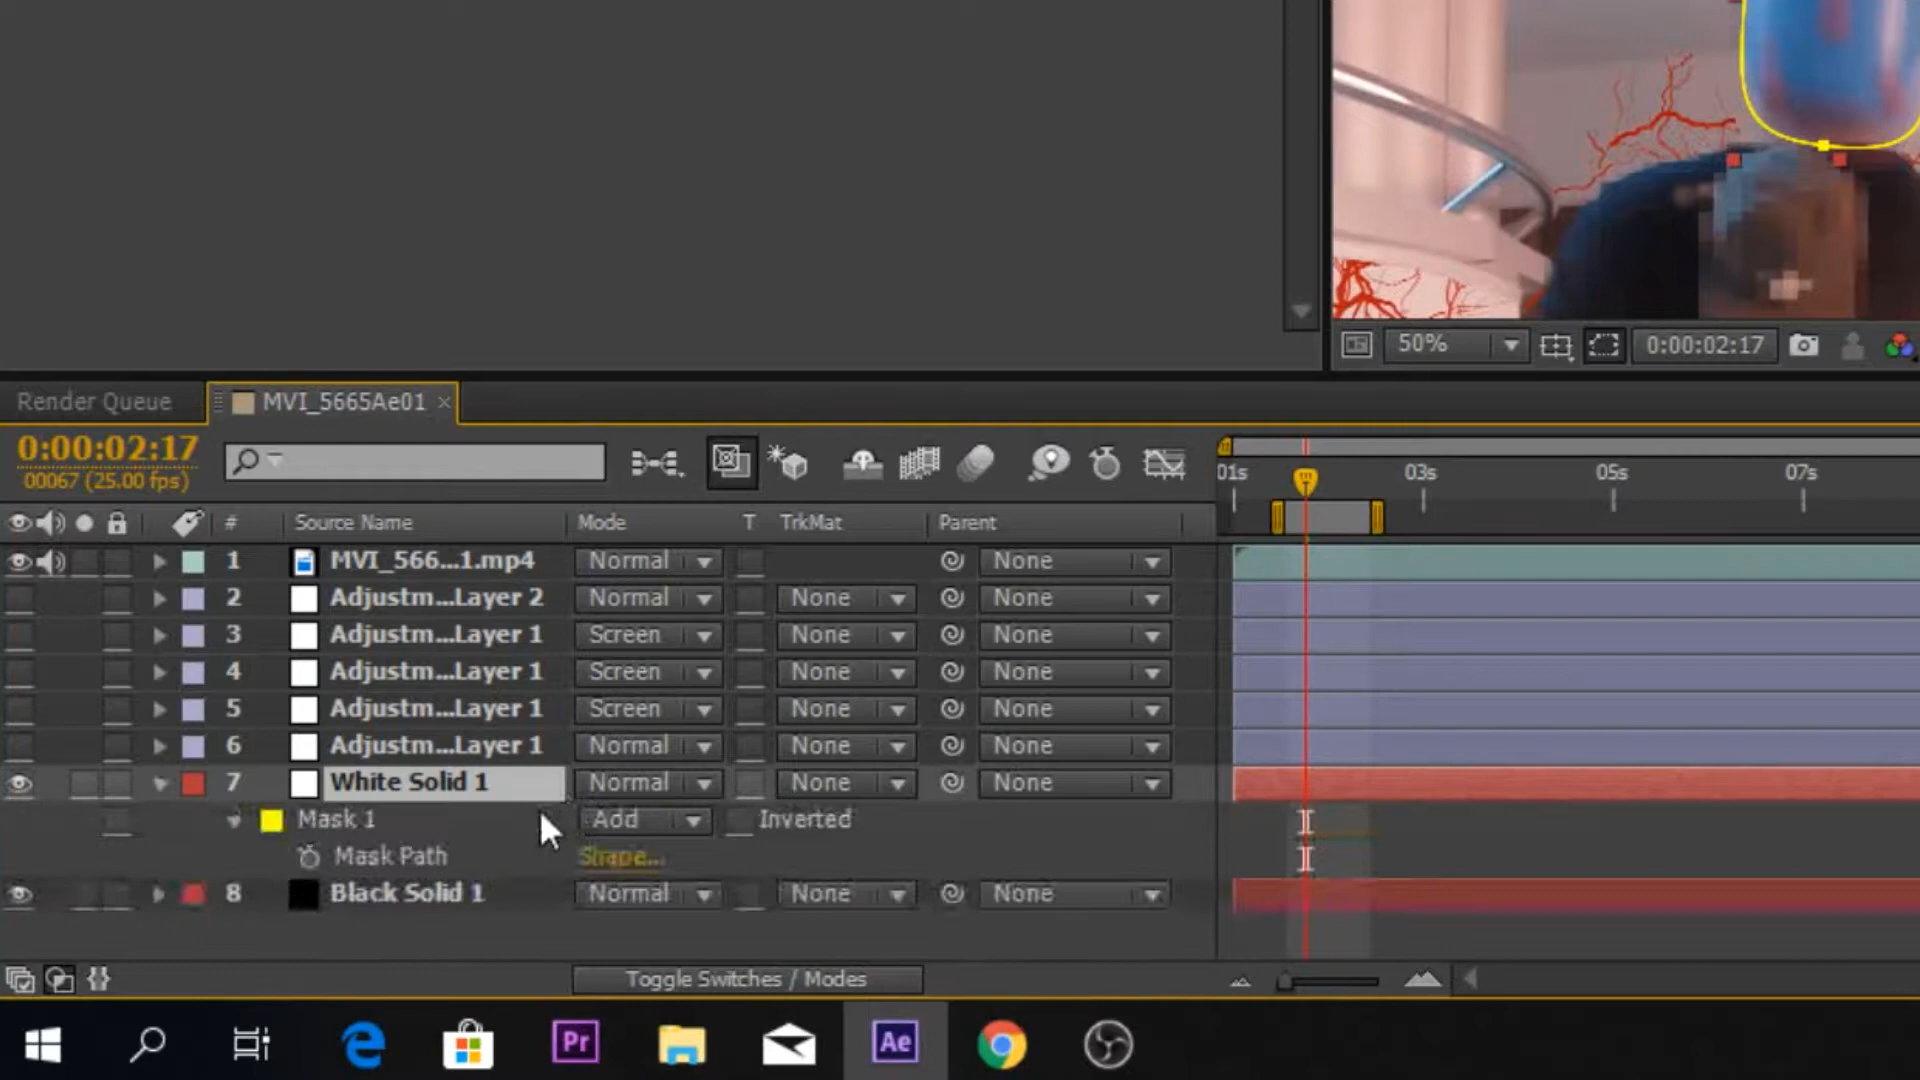 50%
0:00:02:17
Render Queue
MVI_5665Ae01
0:00:02:17
00067 (25.00 fps)
01s 03s 05s 07s
# Source Name Mode T TrkMat Parent
1 MVI_566...1.mp4 Normal None
2 Adjustm...Layer 2 Normal None None
3 Adjustm...Layer 1 Screen None None
4 Adjustm...Layer 1 Screen None None
5 Adjustm...Layer 1 Screen None None
6 Adjustm...Layer 1 Normal None None
7 White Solid 1 Normal None None
Mask 1 Add Inverted
Mask Path Shape...
8 Black Solid 1 Normal None None
Toggle Switches / Modes
Pr
Ae